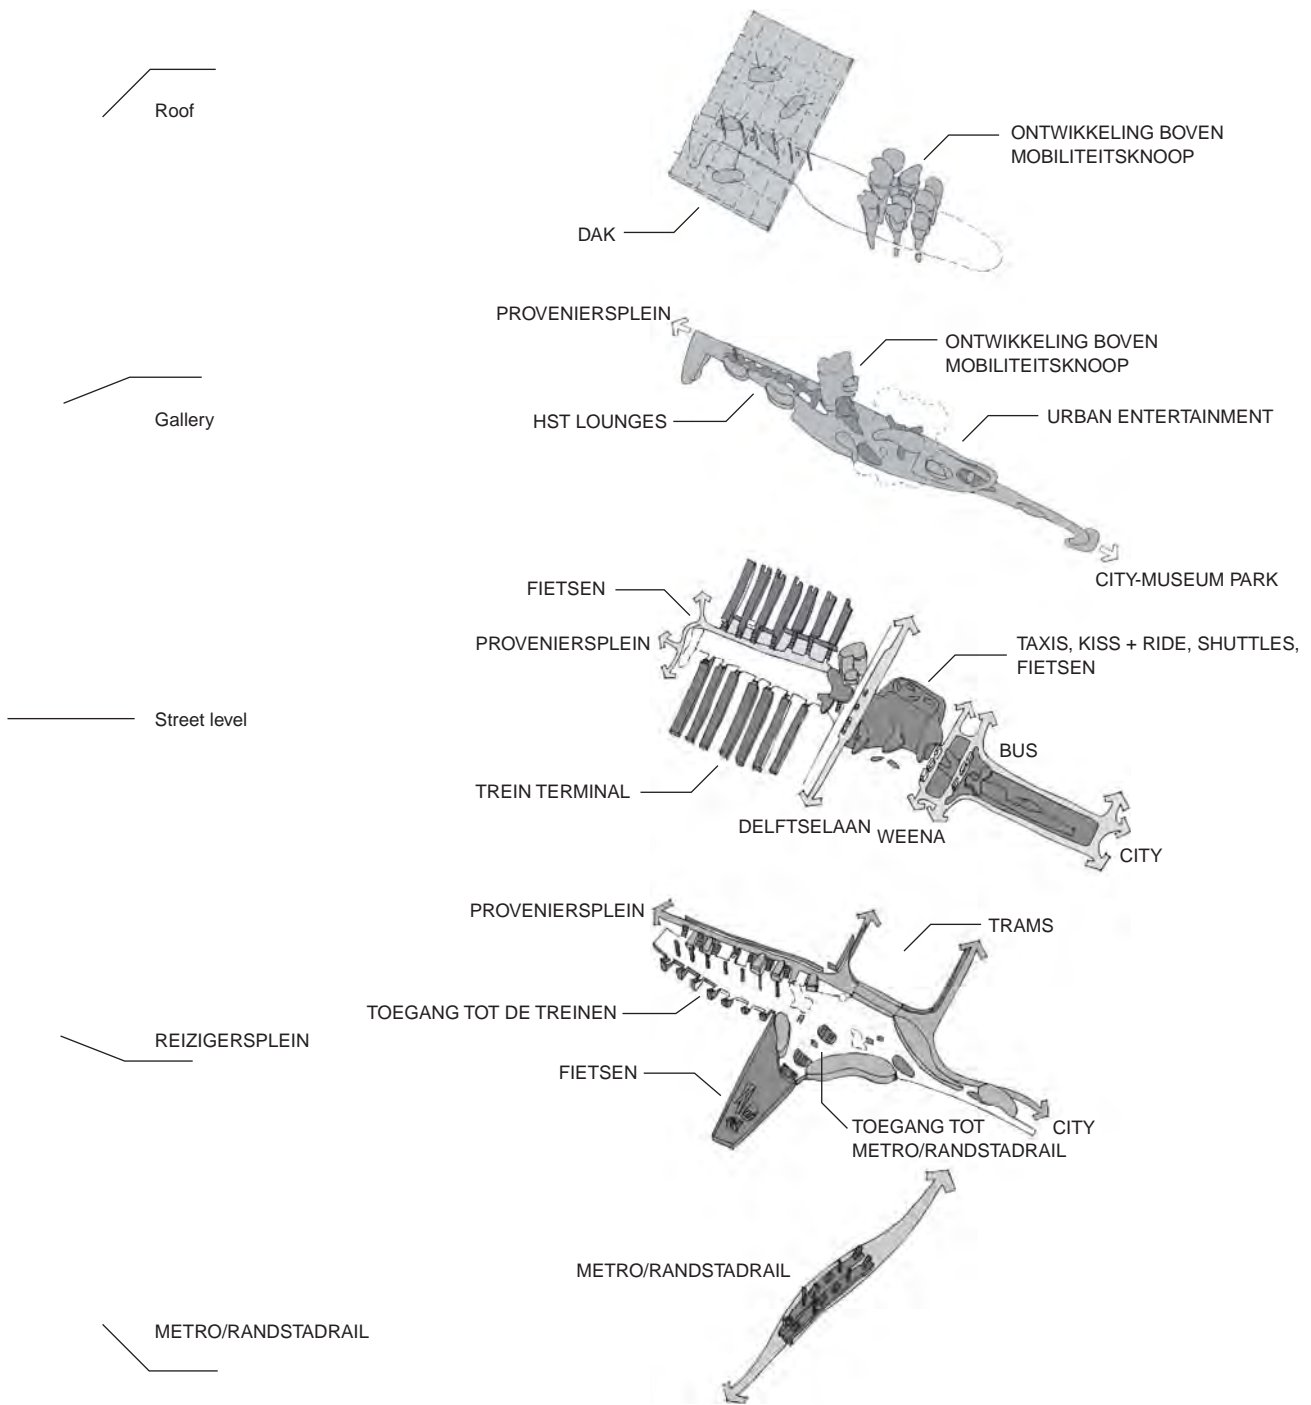 Roof
ONTWIKKELING BOVEN
MOBILITEITSKNOOP
DAK
PROVENIERSPLEIN
ONTWIKKELING BOVEN
MOBILITEITSKNOOP
Gallery
HST LOUNGES
URBAN ENTERTAINMENT
CITY-MUSEUM PARK
FIETSEN
PROVENIERSPLEIN
TAXIS, KISS + RIDE, SHUTTLES,
FIETSEN
Street level
BUS
TREIN TERMINAL
DELFTSELAAN
WEENA
CITY
PROVENIERSPLEIN
TRAMS
TOEGANG TOT DE TREINEN
REIZIGERSPLEIN
FIETSEN
TOEGANG TOT
METRO/RANDSTADRAIL
CITY
METRO/RANDSTADRAIL
METRO/RANDSTADRAIL